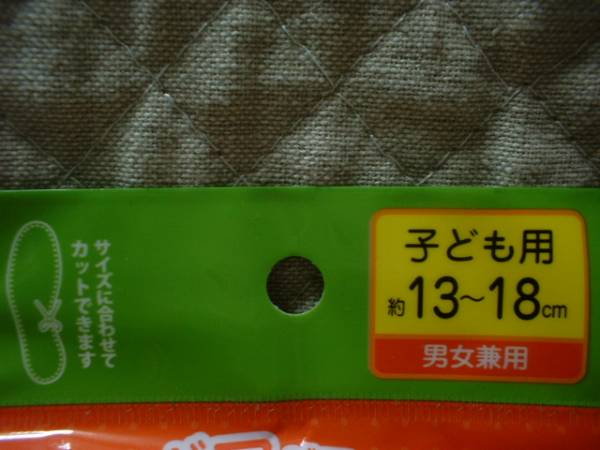 サイズに合わせて
カットできます
子ども用
約13~18cm
男女兼用